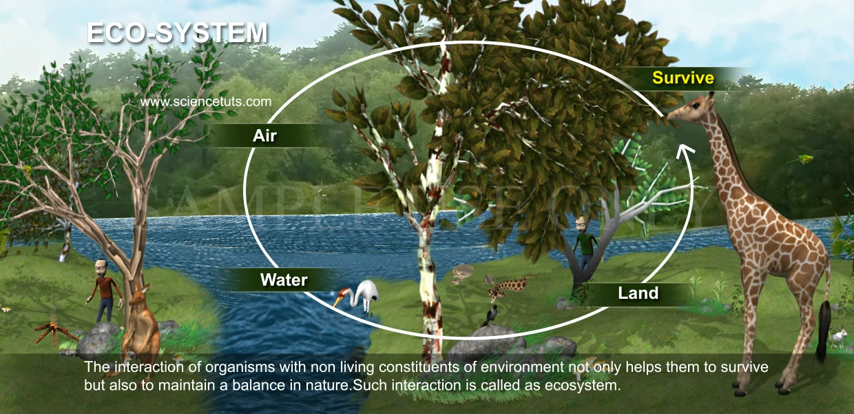 ECO-SYSTEM
Survive
www.sciencetuts.com
Air
Water
Land
The interaction of organisms with non living constituents of environment not only helps them to survive
but also to maintain a balance in nature.Such interaction is called as ecosystem.